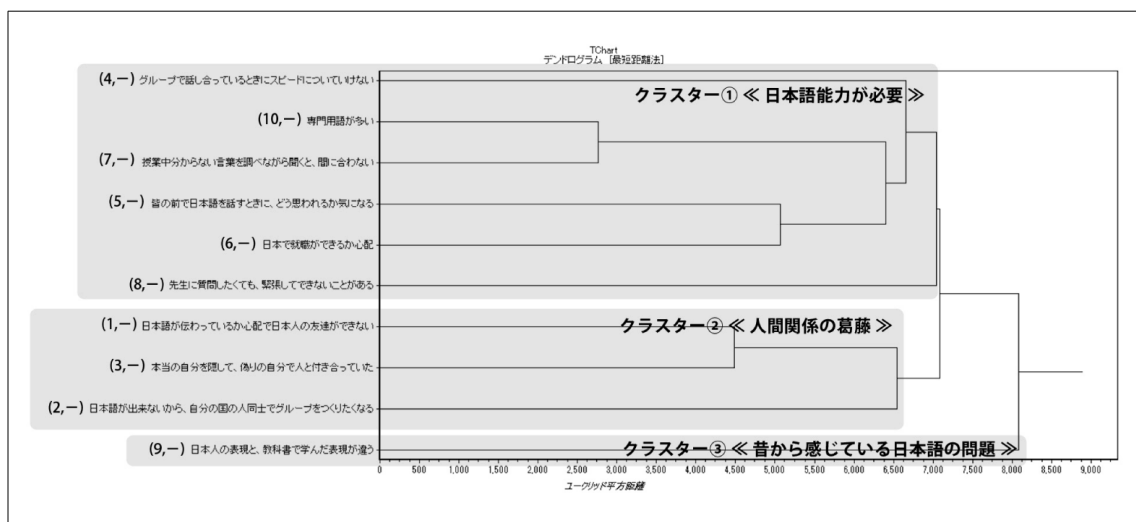 TChart
デンドログラム [最短距離法]
(4,−) グループで話し合っているときにスピードについていけない
クラスター① ≪ 日本語能力が必要 ≫
(10,−) 専門用語が多い
(7,−) 授業中分からない言葉を調べながら聞くと、間に合わない
(5,−) 皆の前で日本語を話すときに、どう思われるか気になる
(6,−) 日本で就職ができるか心配
(8,−) 先生に質問したくても、緊張してできないことがある
(1,−) 日本語が伝わっているか心配で日本人の友達ができない
クラスター② ≪ 人間関係の葛藤 ≫
(3,−) 本当の自分を隠して、偽りの自分で人と付き合っていた
(2,−) 日本語が出来ないから、自分の国の人同士でグループをつくりたくなる
(9,−) 日本人の表現と、教科書で学んだ表現が違う
クラスター③ ≪ 昔から感じている日本語の問題 ≫
0 500 1,000 1,500 2,000 2,500 3,000 3,500 4,000 4,500 5,000 5,500 6,000 6,500 7,000 7,500 8,000 8,500 9,000
ユークリッド平方距離